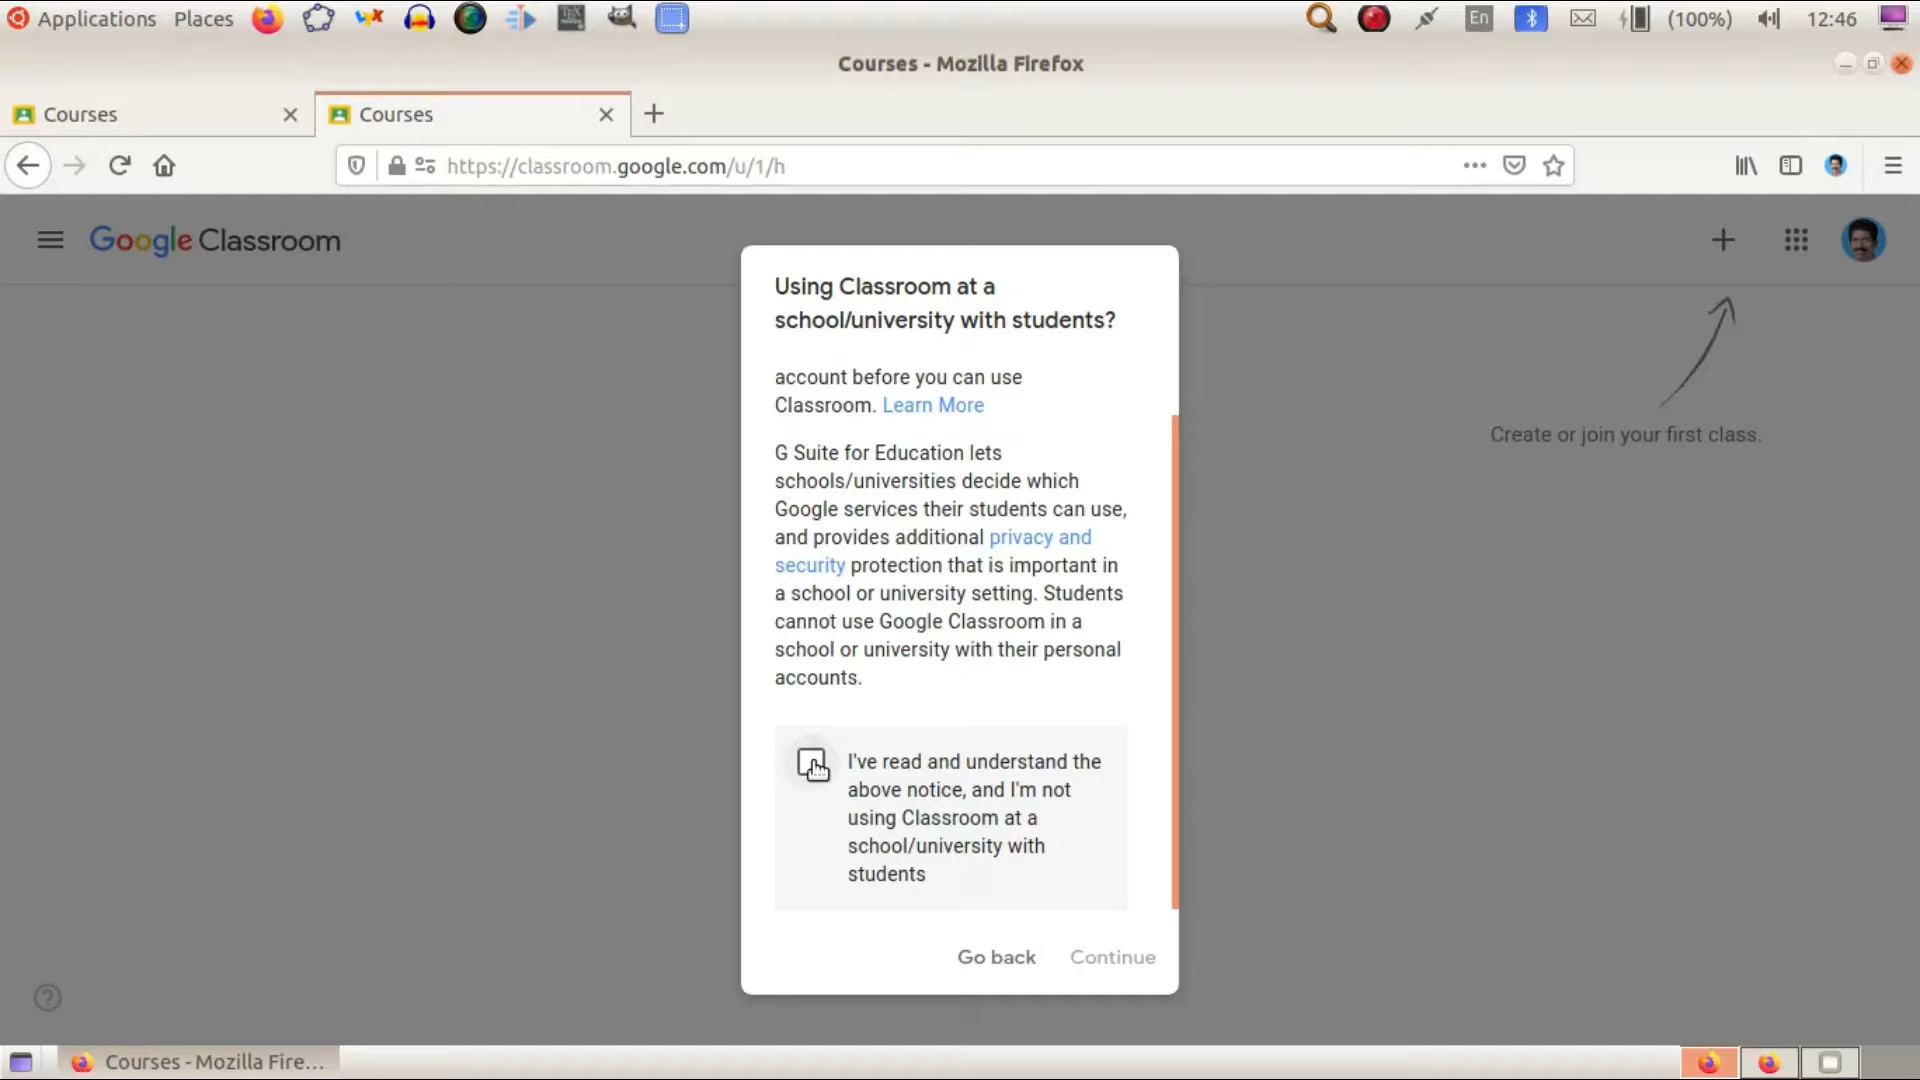 Applications Places En (100%) 12:46
Courses - Mozilla Firefox
Courses Courses
https://classroom.google.com/u/1/h
Google Classroom
Using Classroom at a
school/university with students?
account before you can use
Classroom. Learn More
Create or join your first class.
G Suite for Education lets
schools/universities decide which
Google services their students can use,
and provides additional privacy and
security protection that is important in
a school or university setting. Students
cannot use Google Classroom in a
school or university with their personal
accounts.
I've read and understand the
above notice, and I'm not
using Classroom at a
school/university with
students
Go back Continue
Courses - Mozilla Fire...